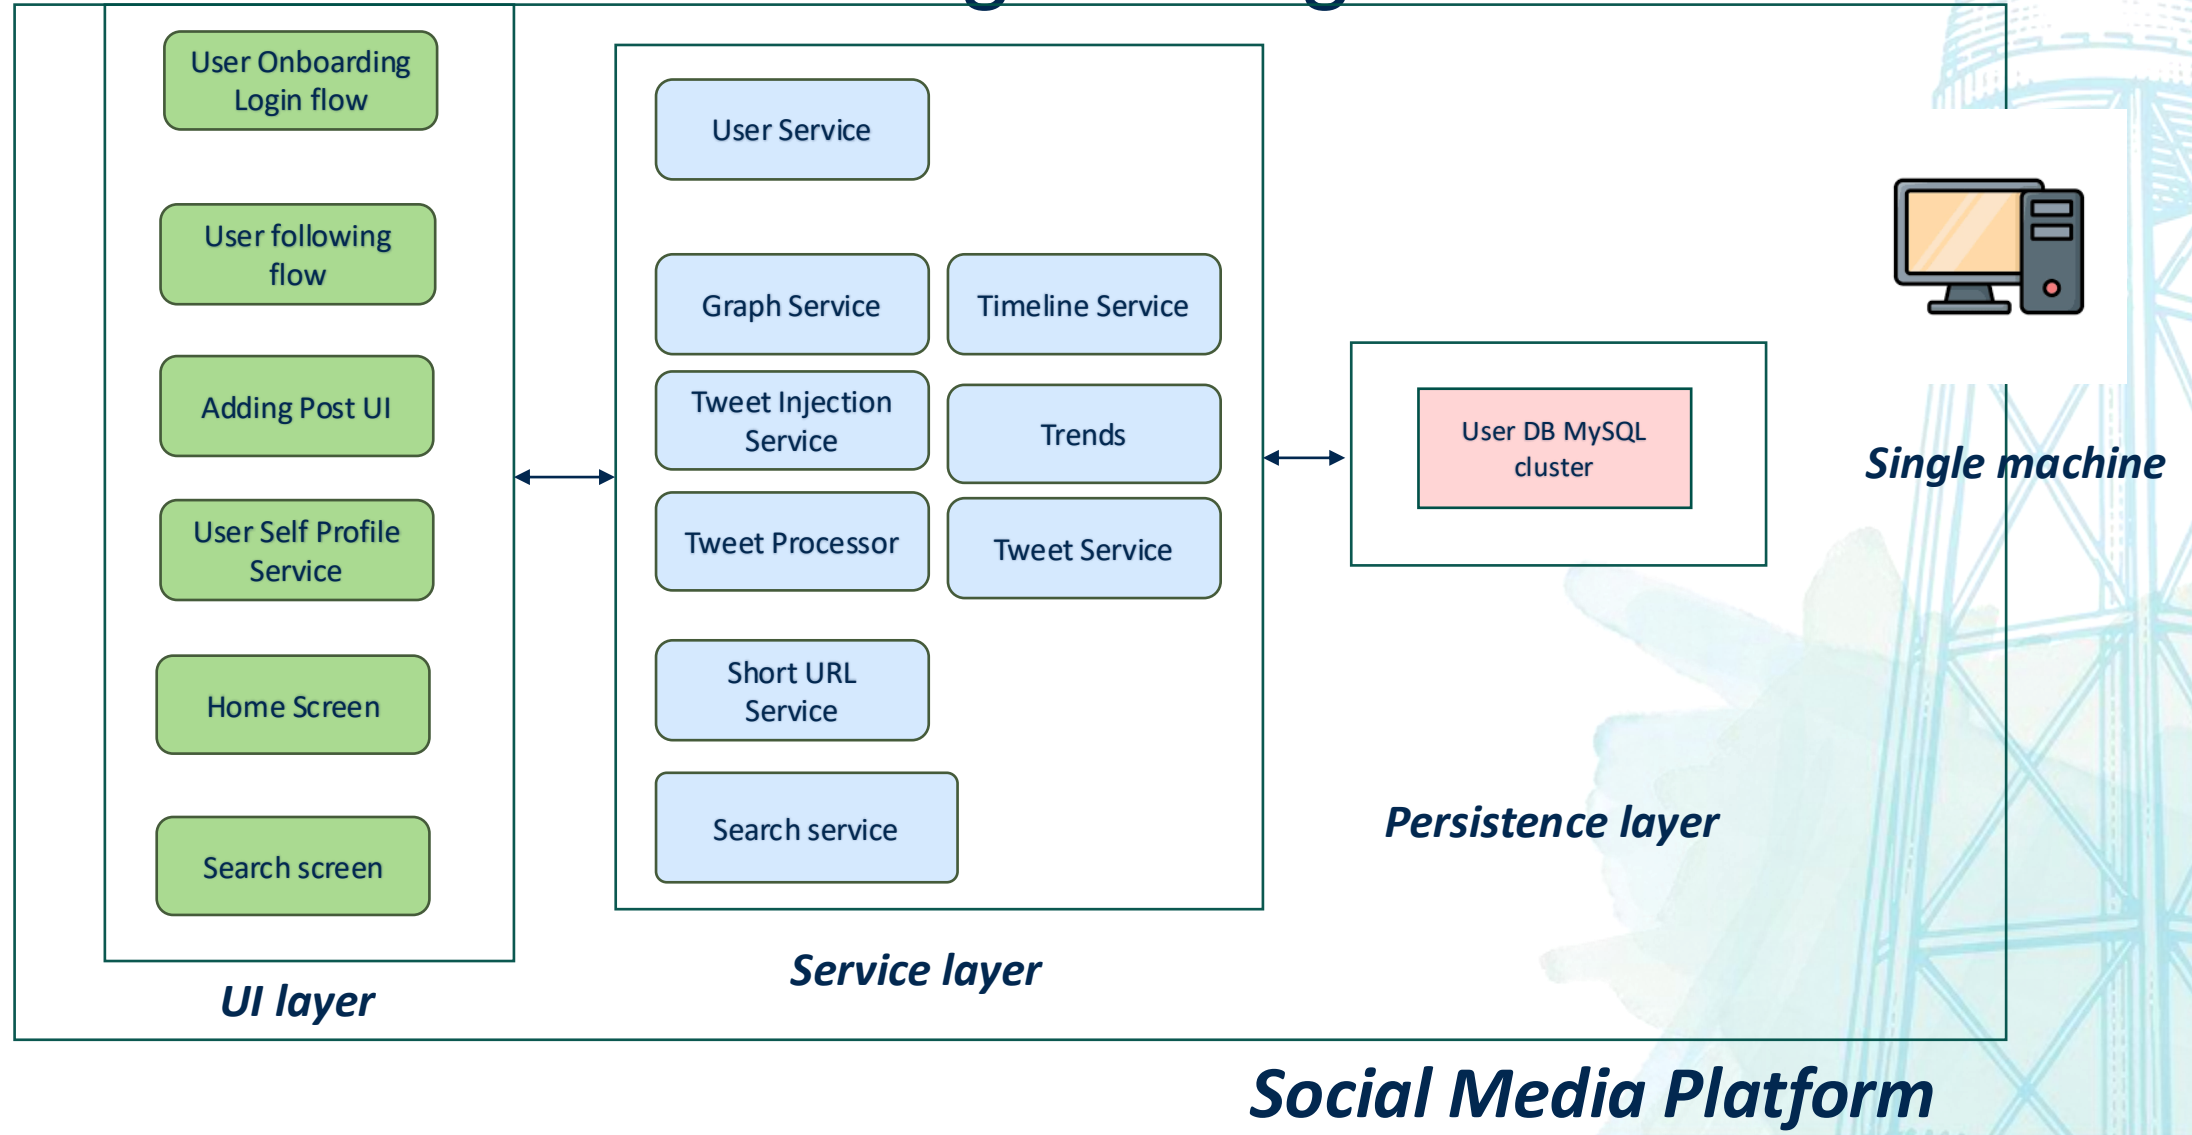 User Onboarding
Login flow
User following
flow
Adding Post UI
User Self Profile
Service
Home Screen
Search screen
UI layer
User Service
Graph Service
Timeline Service
Tweet Injection
Service
Trends
Tweet Processor
Tweet Service
Short URL
Service
Search service
Service layer
User DB MySQL
cluster
Persistence layer
Single machine
Social Media Platform